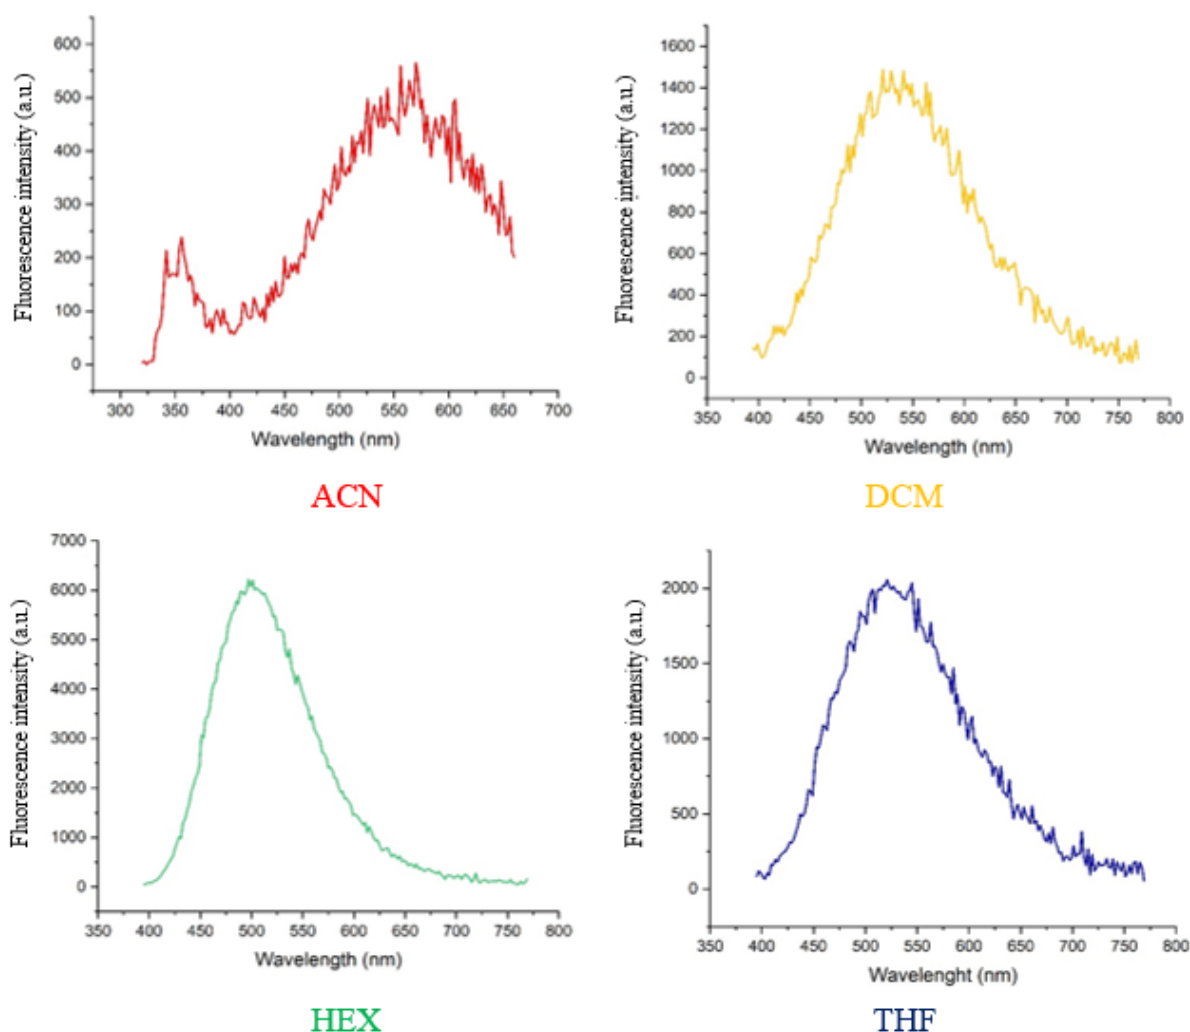 Fluorescence intensity (a.u.)
600
500
400
300
200
100
0
300 350 400 450 500 550 600 650 700
Wavelength (nm)
ACN
Fluorescence intensity (a.u.)
1600
1400
1200
1000
800
600
400
200
0
350 400 450 500 550 600 650 700 750 800
Wavelength (nm)
DCM
Fluorescence intensity (a.u.)
7000
6000
5000
4000
3000
2000
1000
0
350 400 450 500 550 600 650 700 750 800
Wavelength (nm)
HEX
Fluorescence intensity (a.u.)
2000
1500
1000
500
0
350 400 450 500 550 600 650 700 750 800
Wavelenght (nm)
THF